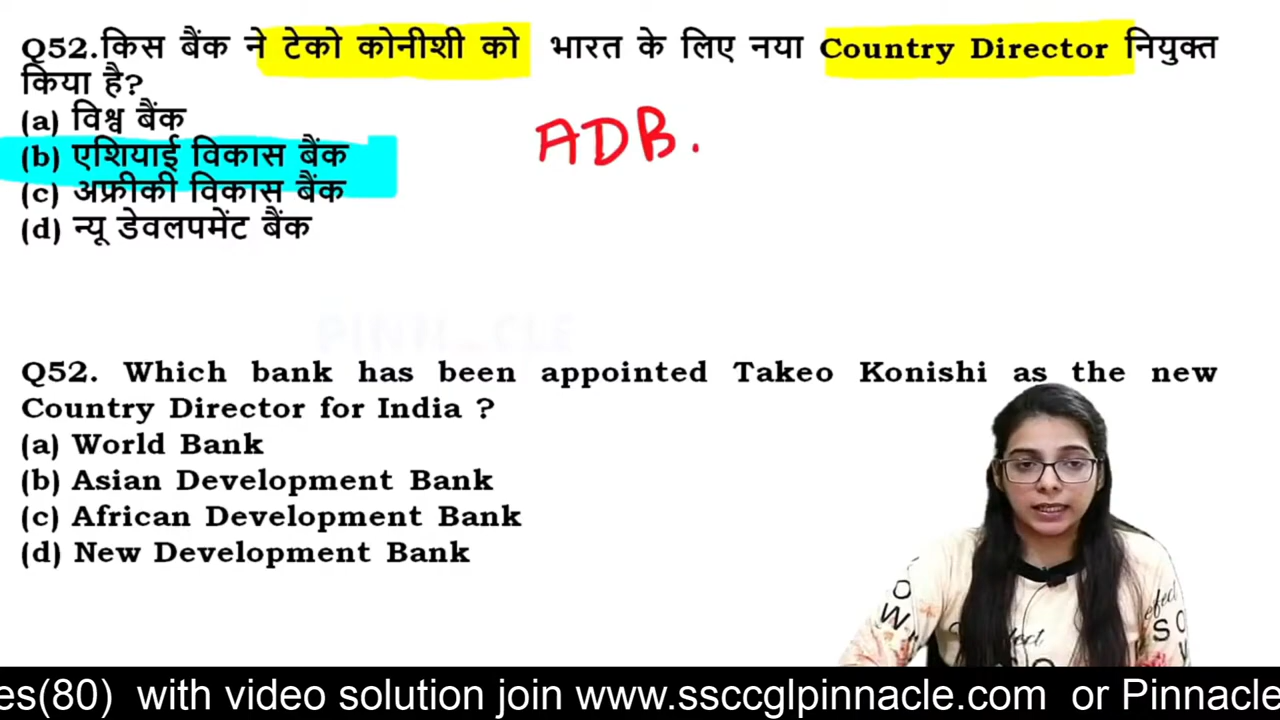 Q52.किस बैंक ने टेको कोनीशी को भारत के लिए नया Country Director नियुक्त
किया है?
(a) विश्व बैंक
ADB.
(b) एशियाई विकास बैंक
(c) अफ्रीकी विकास बैंक
(d) न्यू डेवलपमेंट बैंक
Q52. Which bank has been appointed Takeo Konishi as the new
Country Director for India ?
(a) World Bank
(b) Asian Development Bank
(c) African Development Bank
(d) New Development Bank
es(80) with video solution join www.ssccglpinnacle.com or Pinnacle